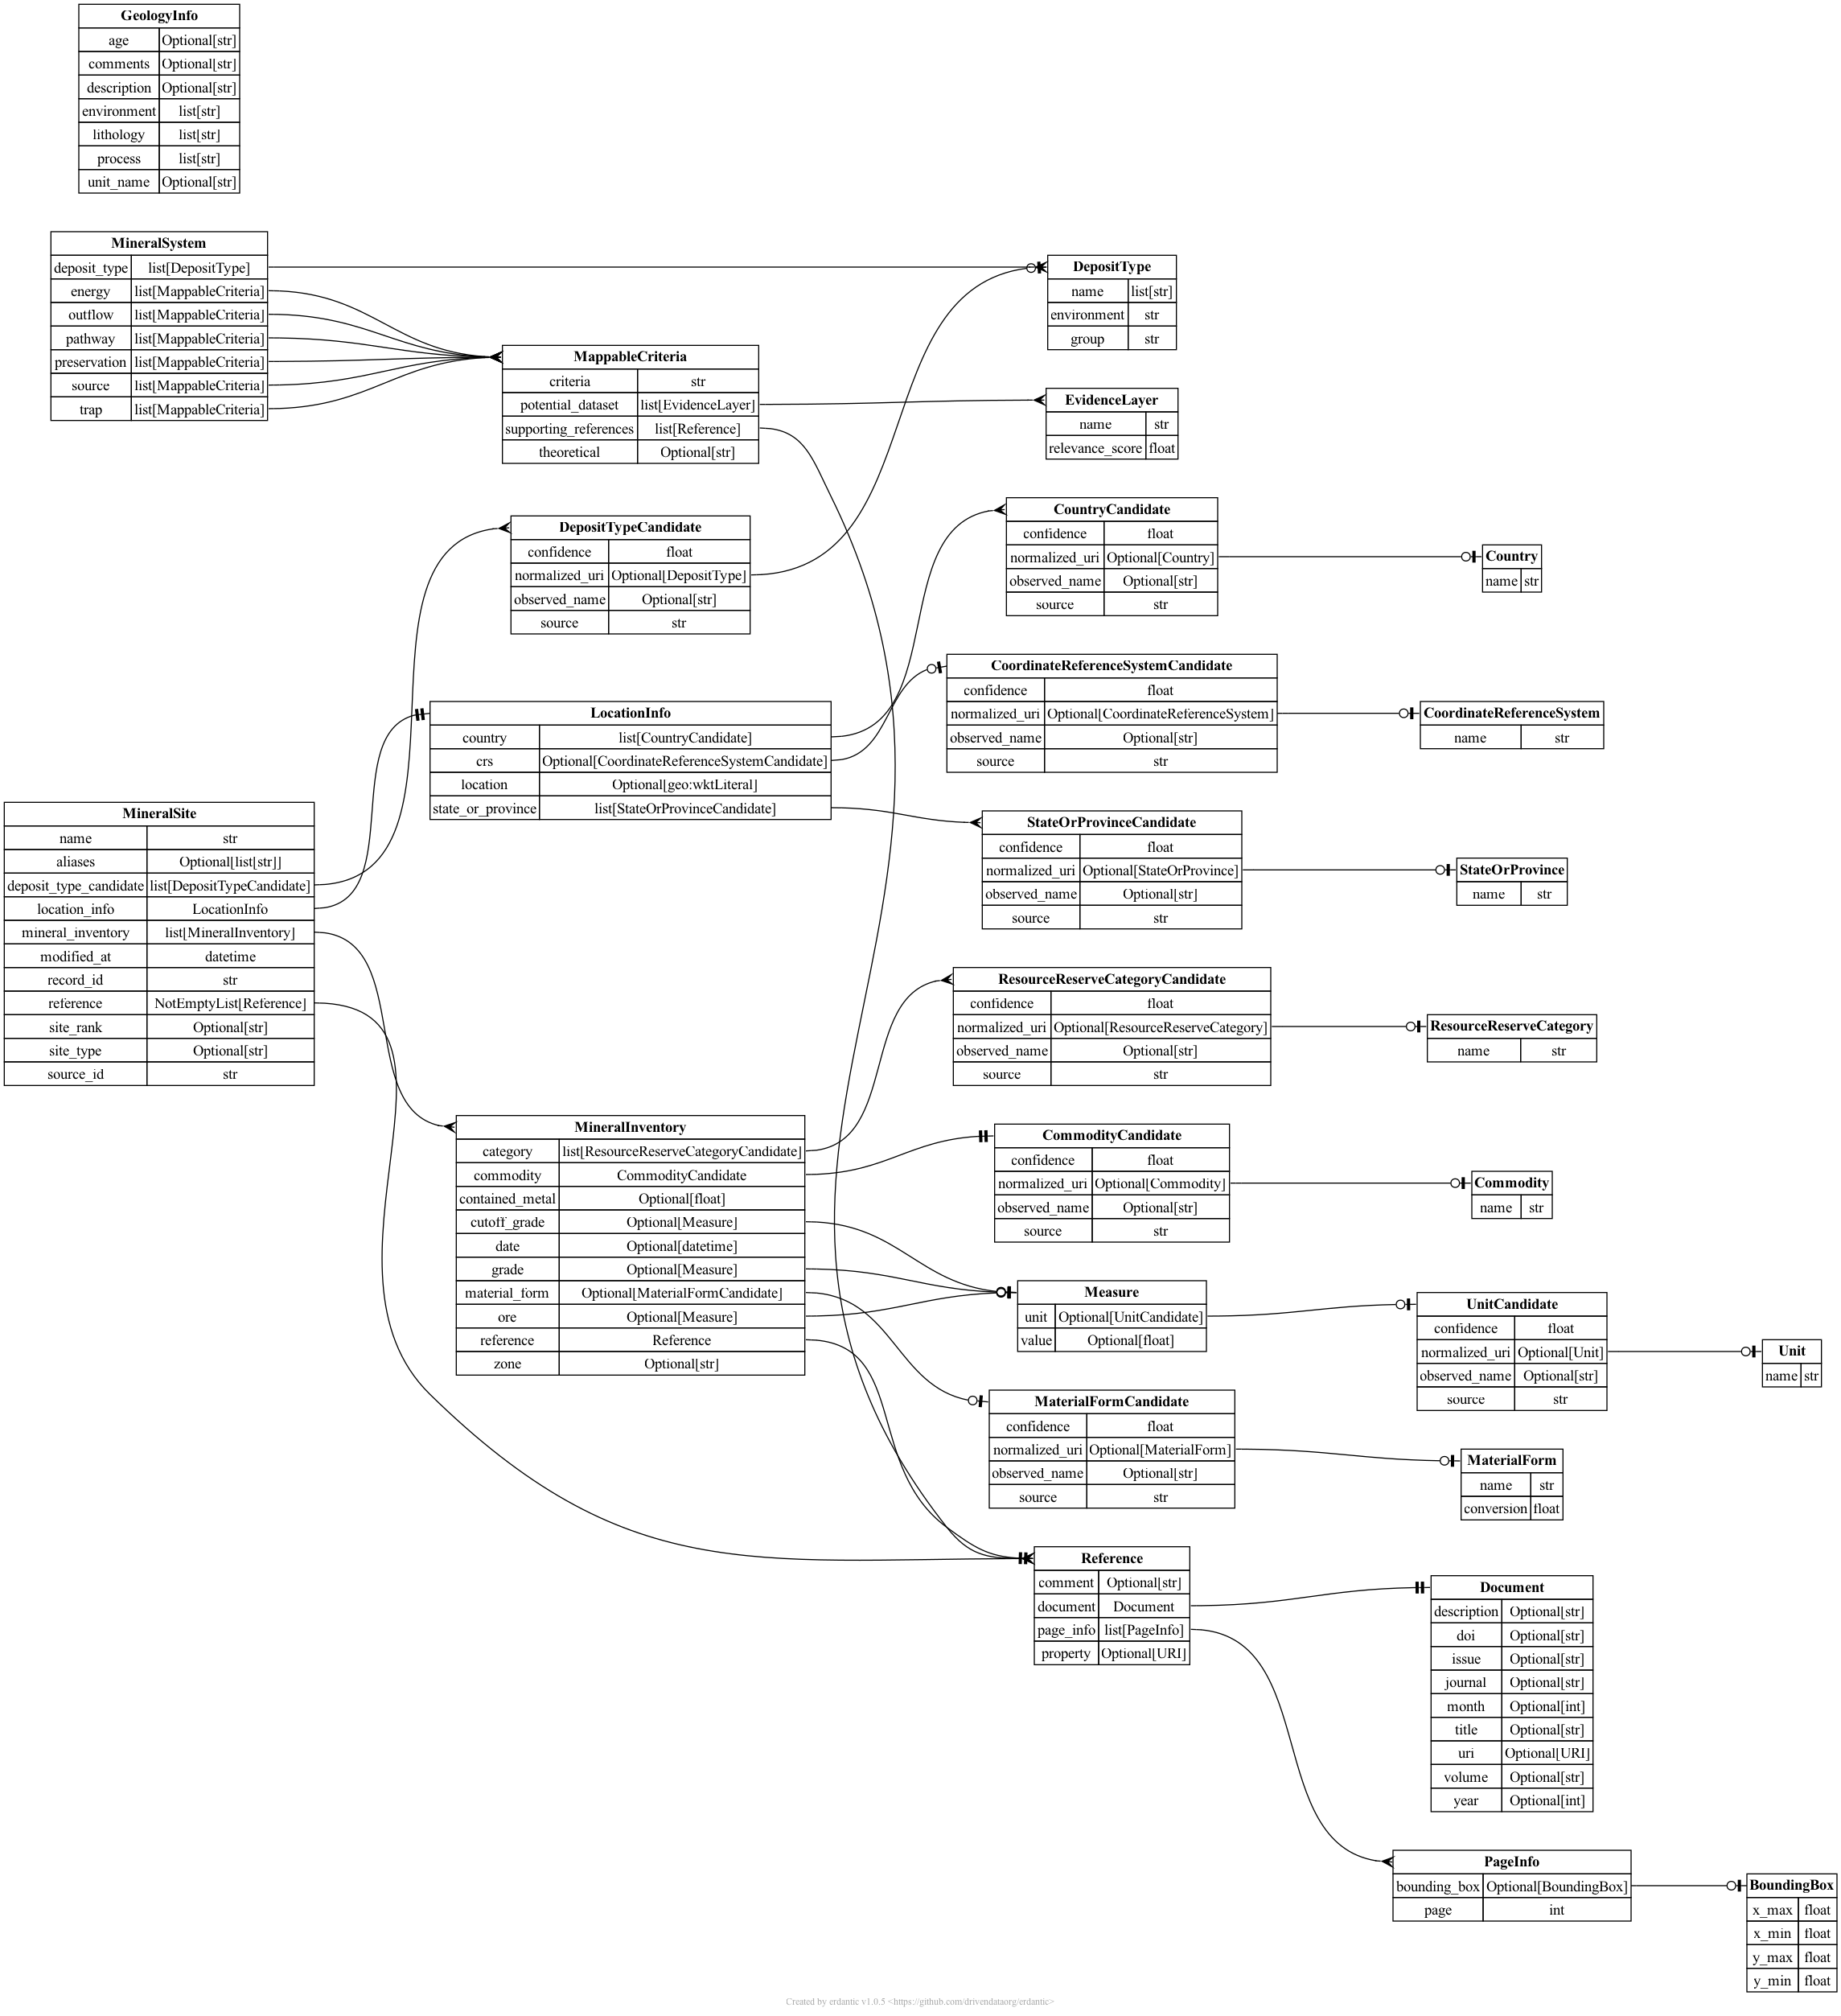 GeologyInfo
age Optional[str]
comments Optional[str]
description Optional[str]
environment list[str]
lithology list[str]
process list[str]
unit_name Optional[str]
MineralSystem
deposit_type list[DepositType]
energy list[MappableCriteria]
outflow list[MappableCriteria]
pathway list[MappableCriteria]
preservation list[MappableCriteria]
source list[MappableCriteria]
trap list[MappableCriteria]
DepositType
name list[str]
environment str
group str
MappableCriteria
criteria str
potential_dataset list[EvidenceLayer]
supporting_references list[Reference]
theoretical Optional[str]
EvidenceLayer
name str
relevance_score float
DepositTypeCandidate
confidence float
normalized_uri Optional[DepositType]
observed_name Optional[str]
source str
CountryCandidate
confidence float
normalized_uri Optional[Country]
observed_name Optional[str]
source str
Country
name str
LocationInfo
country list[CountryCandidate]
crs Optional[CoordinateReferenceSystemCandidate]
location Optional[geo:wktLiteral]
state_or_province list[StateOrProvinceCandidate]
CoordinateReferenceSystemCandidate
confidence float
normalized_uri Optional[CoordinateReferenceSystem]
observed_name Optional[str]
source str
CoordinateReferenceSystem
name str
MineralSite
name str
aliases Optional[list[str]]
deposit_type_candidate list[DepositTypeCandidate]
location_info LocationInfo
mineral_inventory list[MineralInventory]
modified_at datetime
record_id str
reference NotEmptyList[Reference]
site_rank Optional[str]
site_type Optional[str]
source_id str
StateOrProvinceCandidate
confidence float
normalized_uri Optional[StateOrProvince]
observed_name Optional[str]
source str
StateOrProvince
name str
ResourceReserveCategoryCandidate
confidence float
normalized_uri Optional[ResourceReserveCategory]
observed_name Optional[str]
source str
ResourceReserveCategory
name str
MineralInventory
category list[ResourceReserveCategoryCandidate]
commodity CommodityCandidate
contained_metal Optional[float]
cutoff_grade Optional[Measure]
date Optional[datetime]
grade Optional[Measure]
material_form Optional[MaterialFormCandidate]
ore Optional[Measure]
reference Reference
zone Optional[str]
CommodityCandidate
confidence float
normalized_uri Optional[Commodity]
observed_name Optional[str]
source str
Commodity
name str
Measure
unit Optional[UnitCandidate]
value Optional[float]
UnitCandidate
confidence float
normalized_uri Optional[Unit]
observed_name Optional[str]
source str
Unit
name str
MaterialFormCandidate
confidence float
normalized_uri Optional[MaterialForm]
observed_name Optional[str]
source str
MaterialForm
name str
conversion float
Reference
comment Optional[str]
document Document
page_info list[PageInfo]
property Optional[URI]
Document
description Optional[str]
doi Optional[str]
issue Optional[str]
journal Optional[str]
month Optional[int]
title Optional[str]
uri Optional[URI]
volume Optional[str]
year Optional[int]
PageInfo
bounding_box Optional[BoundingBox]
page int
BoundingBox
x_max float
x_min float
y_max float
y_min float
Created by erdantic v1.0.5 <https://github.com/drivendataorg/erdantic>